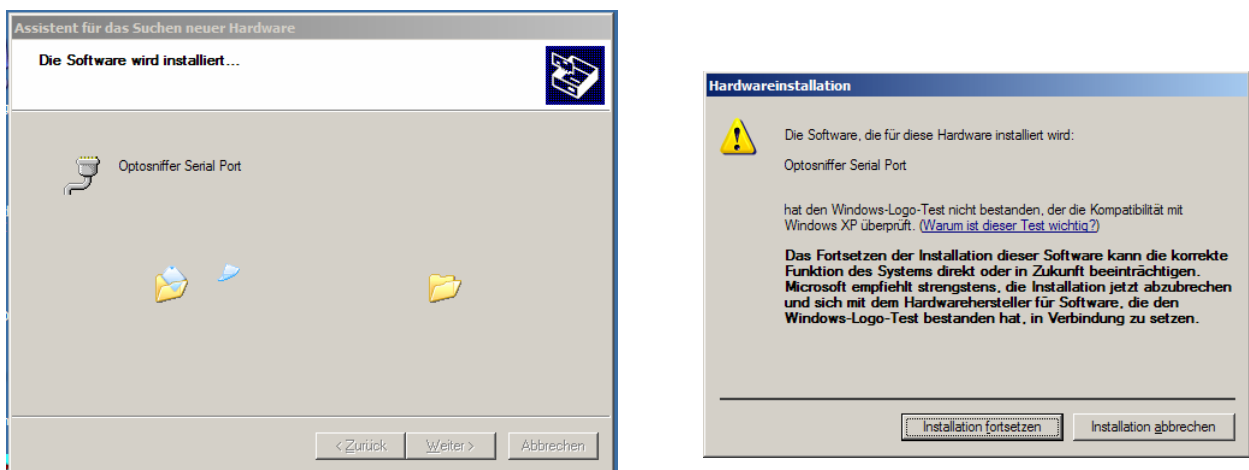 Assistent für das Suchen neuer Hardware
Die Software wird installiert...
Optosniffer Serial Port
< Zurück
Weiter >
Abbrechen
Hardwareinstallation
Die Software, die für diese Hardware installiert wird:
Optosniffer Serial Port
hat den Windows-Logo-Test nicht bestanden, der die Kompatibilität mit
Windows XP überprüft. (Warum ist dieser Test wichtig?)
Das Fortsetzen der Installation dieser Software kann die korrekte
Funktion des Systems direkt oder in Zukunft beeinträchtigen.
Microsoft empfiehlt strengstens, die Installation jetzt abzubrechen
und sich mit dem Hardwarehersteller für Software, die den
Windows-Logo-Test bestanden hat, in Verbindung zu setzen.
Installation fortsetzen
Installation abbrechen